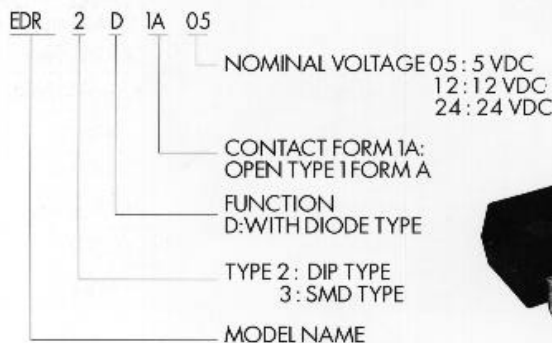 EDR 2 D 1A 05
NOMINAL VOLTAGE 05 : 5 VDC
12 : 12 VDC
24 : 24 VDC
CONTACT FORM 1A:
OPEN TYPE 1 FORM A
FUNCTION
D: WITH DIODE TYPE
TYPE 2 : DIP TYPE
3 : SMD TYPE
MODEL NAME